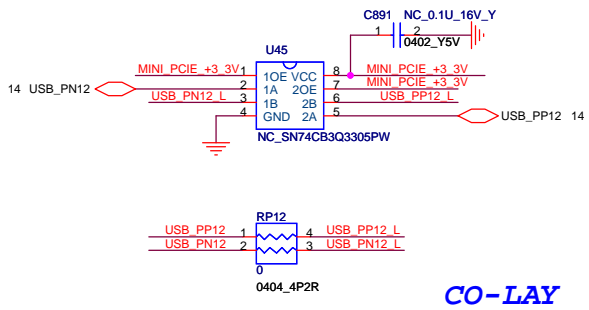 C891 NC_0.1U_16V_Y
1 2
0402_Y5V
U45
MINI_PCIE_+3_3V 1 1OE VCC 8 MINI_PCIE_+3_3V
14 USB_PN12 2 1A 2OE 7 MINI_PCIE_+3_3V
USB_PN12_L 3 1B 2B 6 USB_PP12_L
4 GND 2A 5 USB_PP12 14
NC_SN74CB3Q3305PW
RP12
USB_PP12 1 4 USB_PP12_L
USB_PN12 2 3 USB_PN12_L
0
0404_4P2R
CO-LAY